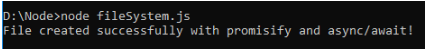 D:\Node>node fileSystem.js
File created successfully with promisify and async/await!